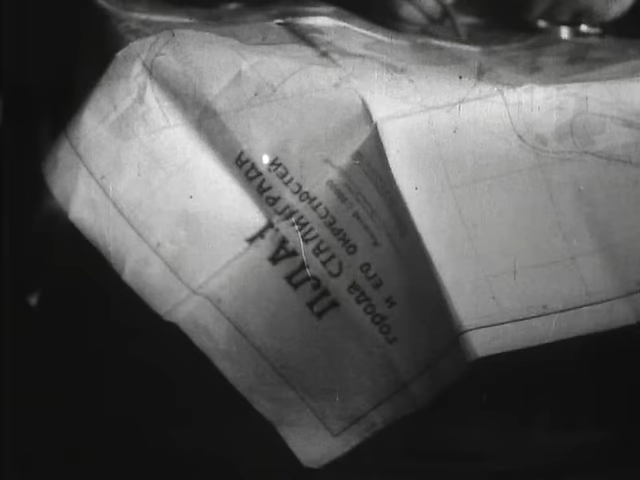 ПЛАН
ГОРОДА СТАЛИНГРАДА
И ЕГО ОКРЕСТНОСТЕЙ